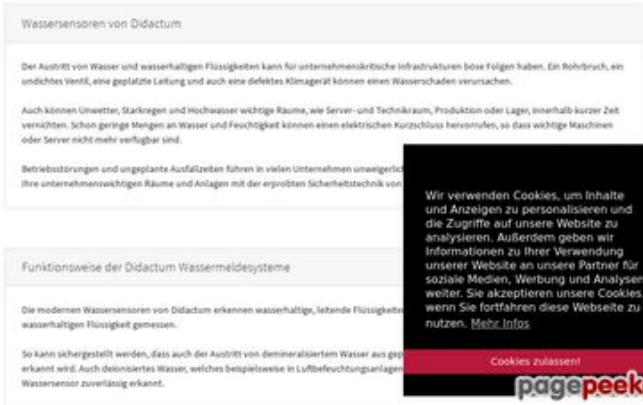 Wassersensoren von Didactum
Der Austritt von Wasser und wasserhaltigen Flüssigkeiten kann für unternehmenskritische Infrastrukturen böse Folgen haben. Ein Rohrbruch, ein
undichtes Ventil, eine geplatzte Leitung und auch eine defektes Klimagerät können einen Wasserschaden verursachen.
Auch können Unwetter, Starkregen und Hochwasser wichtige Räume, wie Server- und Technikraum, Produktion oder Lager, innerhalb kurzer Zeit
vernichten. Schon geringe Mengen an Wasser und Feuchtigkeit können einen elektrischen Kurzschluss hervorrufen, so dass wichtige Maschinen
oder Server nicht mehr verfügbar sind.
Betriebsstörungen und ungeplante Ausfallzeiten führen in vielen Unternehmen
Ihre unternehmenswichtigen Räume und Anlagen mit der erprobten Sicherheitstechnik von
Funktionsweise der Didactum Wassermeldesysteme
Die modernen Wassersensoren von Didactum erkennen wasserhaltige, leitende
wasserhaltigen Flüssigkeit gemessen.
So kann sichergestellt werden, dass auch der Austritt von demineralisiertem Wasser aus
erkannt wird. Auch deionisiertes Wasser, welches beispielsweise in Luftbefeuchtungsanlagen
Wassersensor zuverlässig erkannt.
Wir verwenden Cookies, um Inhalte
und Anzeigen zu personalisieren und
die Zugriffe auf unsere Website zu
analysieren. Außerdem geben wir
Informationen zu Ihrer Verwendung
unserer Website an unsere Partner für
soziale Medien, Werbung und Analysen
weiter. Sie akzeptieren unsere Cookies,
wenn Sie fortfahren diese Webseite zu
nutzen. Mehr Infos
Cookies zulassen!
pagepeek